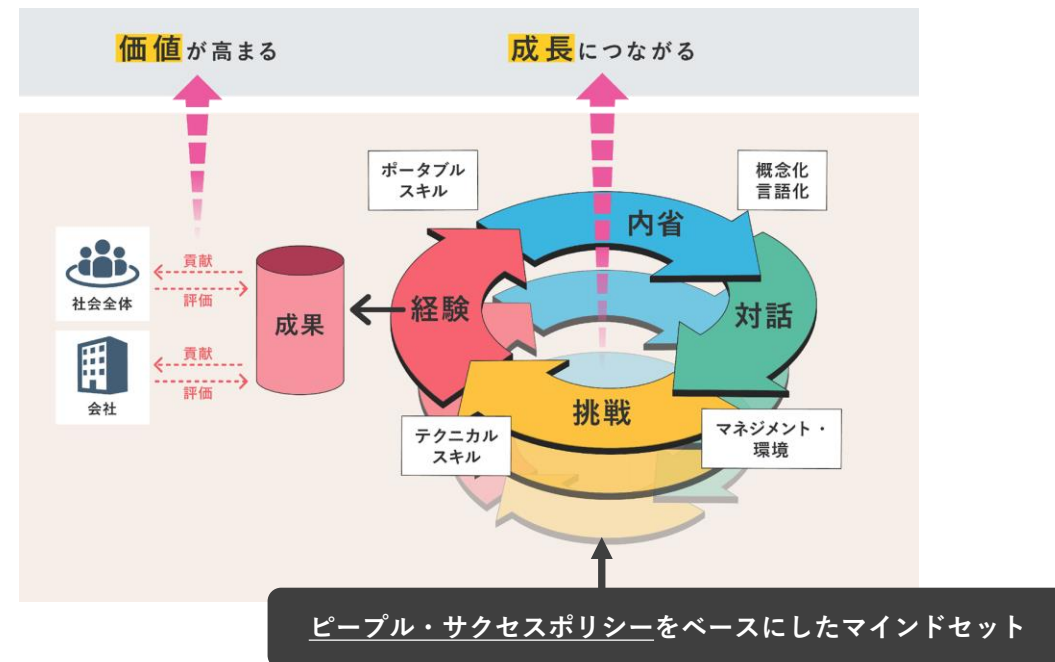 価値が高まる
成長につながる
ポータブル
スキル
概念化
言語化
内省
経験
対話
挑戦
成果
貢献
評価
社会全体
貢献
評価
会社
テクニカル
スキル
マネジメント・
環境
ピープル・サクセスポリシーをベースにしたマインドセット